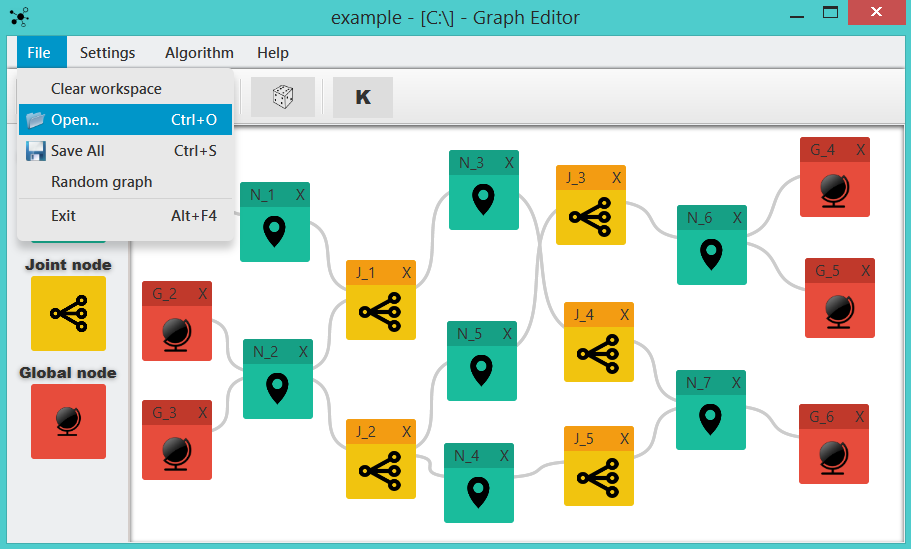 example - [C:\] - Graph Editor
File Settings Algorithm Help
Clear workspace
Open... Ctrl+O
Save All Ctrl+S
Random graph
Exit Alt+F4
K
Joint node
Global node
N_1 X
G_2 X
G_3 X
N_2 X
J_1 X
J_2 X
N_3 X
N_5 X
N_4 X
J_3 X
J_4 X
J_5 X
N_6 X
N_7 X
G_4 X
G_5 X
G_6 X